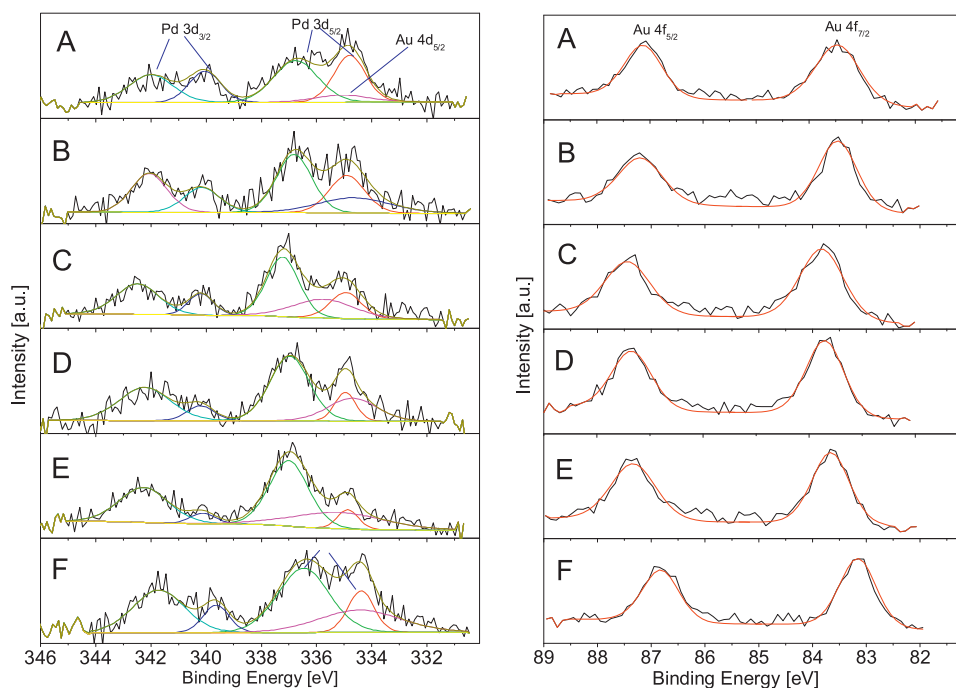 A
Pd 3d3/2
Pd 3d5/2
Au 4d5/2
B
C
D
E
F
Intensity [a.u.]
346 344 342 340 338 336 334 332
Binding Energy [eV]
A
Au 4f5/2
Au 4f7/2
B
C
D
E
F
Intensity [a.u.]
89 88 87 86 85 84 83 82
Binding Energy [eV]